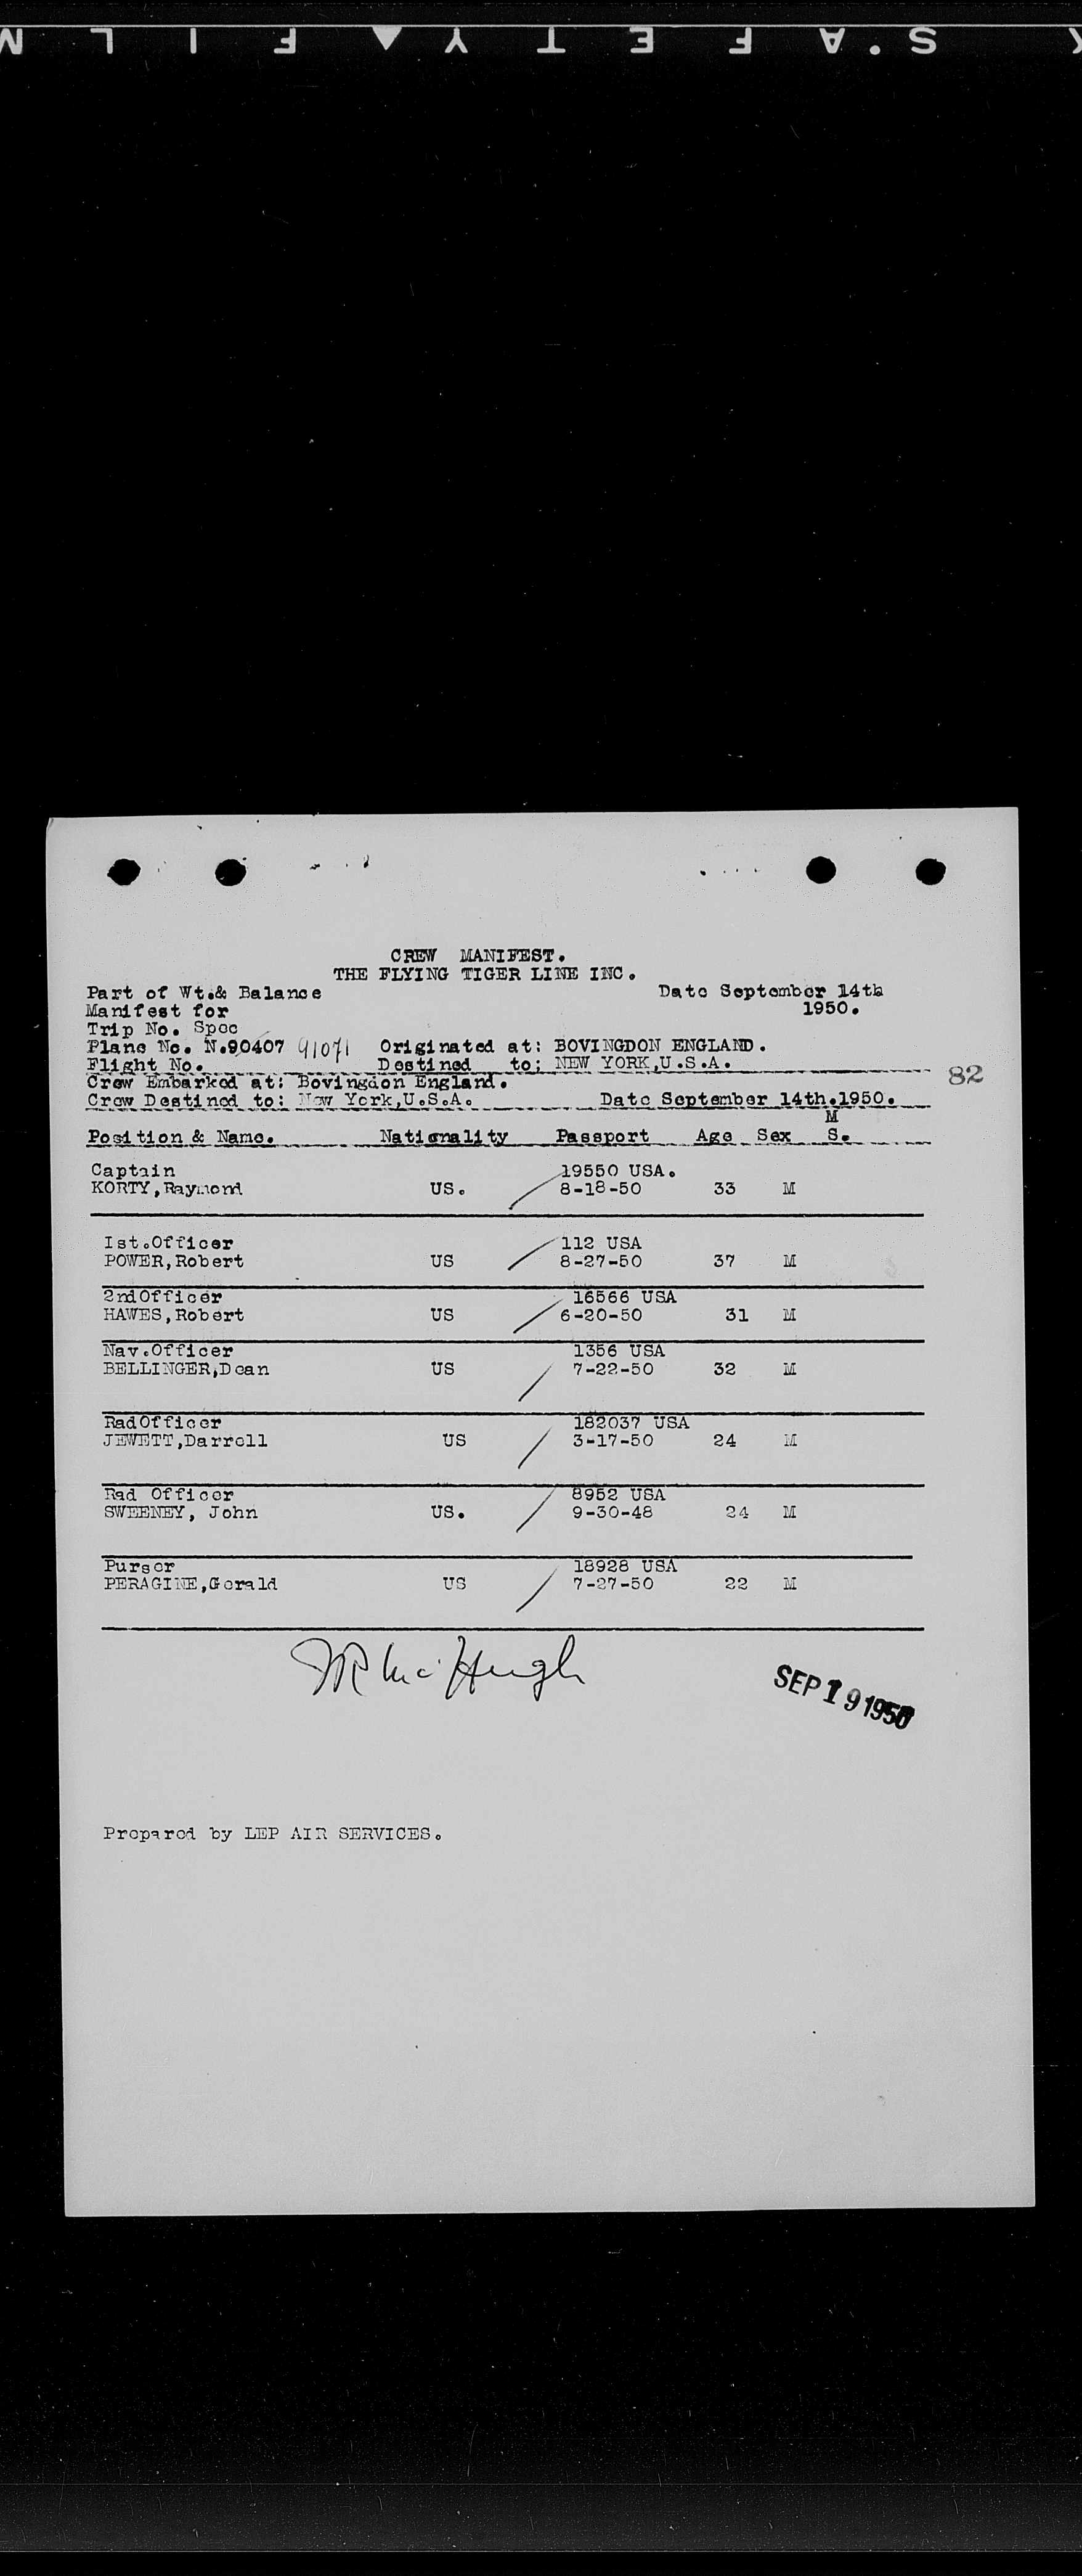 SAFETY FILM
CREW MANIFEST.
THE FLYING TIGER LINE INC.
Part of Wt.& Balance Date September 14th
Manifest for 1950.
Trip No. Spec
Plane No. N.90407 91071 Originated at: BOVINGDON ENGLAND.
Flight No. Destined to; NEW YORK,U.S.A.
82
Crew Embarked at: Bovingdon England.
Crew Destined to: New York,U.S.A. Date September 14th.1950.
M
Position & Name. Nationality Passport Age Sex S.
Captain 19550 USA.
KORTY,Raymond US. 8-18-50 33 M
Ist.Officer 112 USA
POWER,Robert US 8-27-50 37 M
2rdOfficer 16566 USA
HAWES,Robert US 6-20-50 31 M
Nav.Officer 1356 USA
BELLINGER,Dean US 7-22-50 32 M
RadOfficer 182037 USA
JEWETT,Darrell US 3-17-50 24 M
Rad Officer 8952 USA
SWEENEY, John US. 9-30-48 24 M
Purser 18928 USA
PERAGINE,Gerald US 7-27-50 22 M
SEP 19 1950
Prepared by LEP AIR SERVICES.